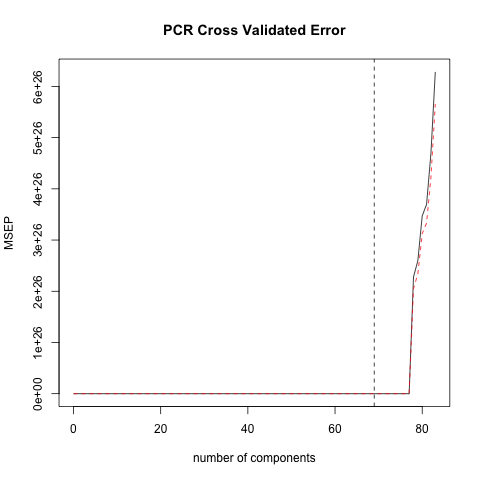 PCR Cross Validated Error
MSEP
6e+26
5e+26
4e+26
3e+26
2e+26
1e+26
0e+00
0 20 40 60 80
number of components